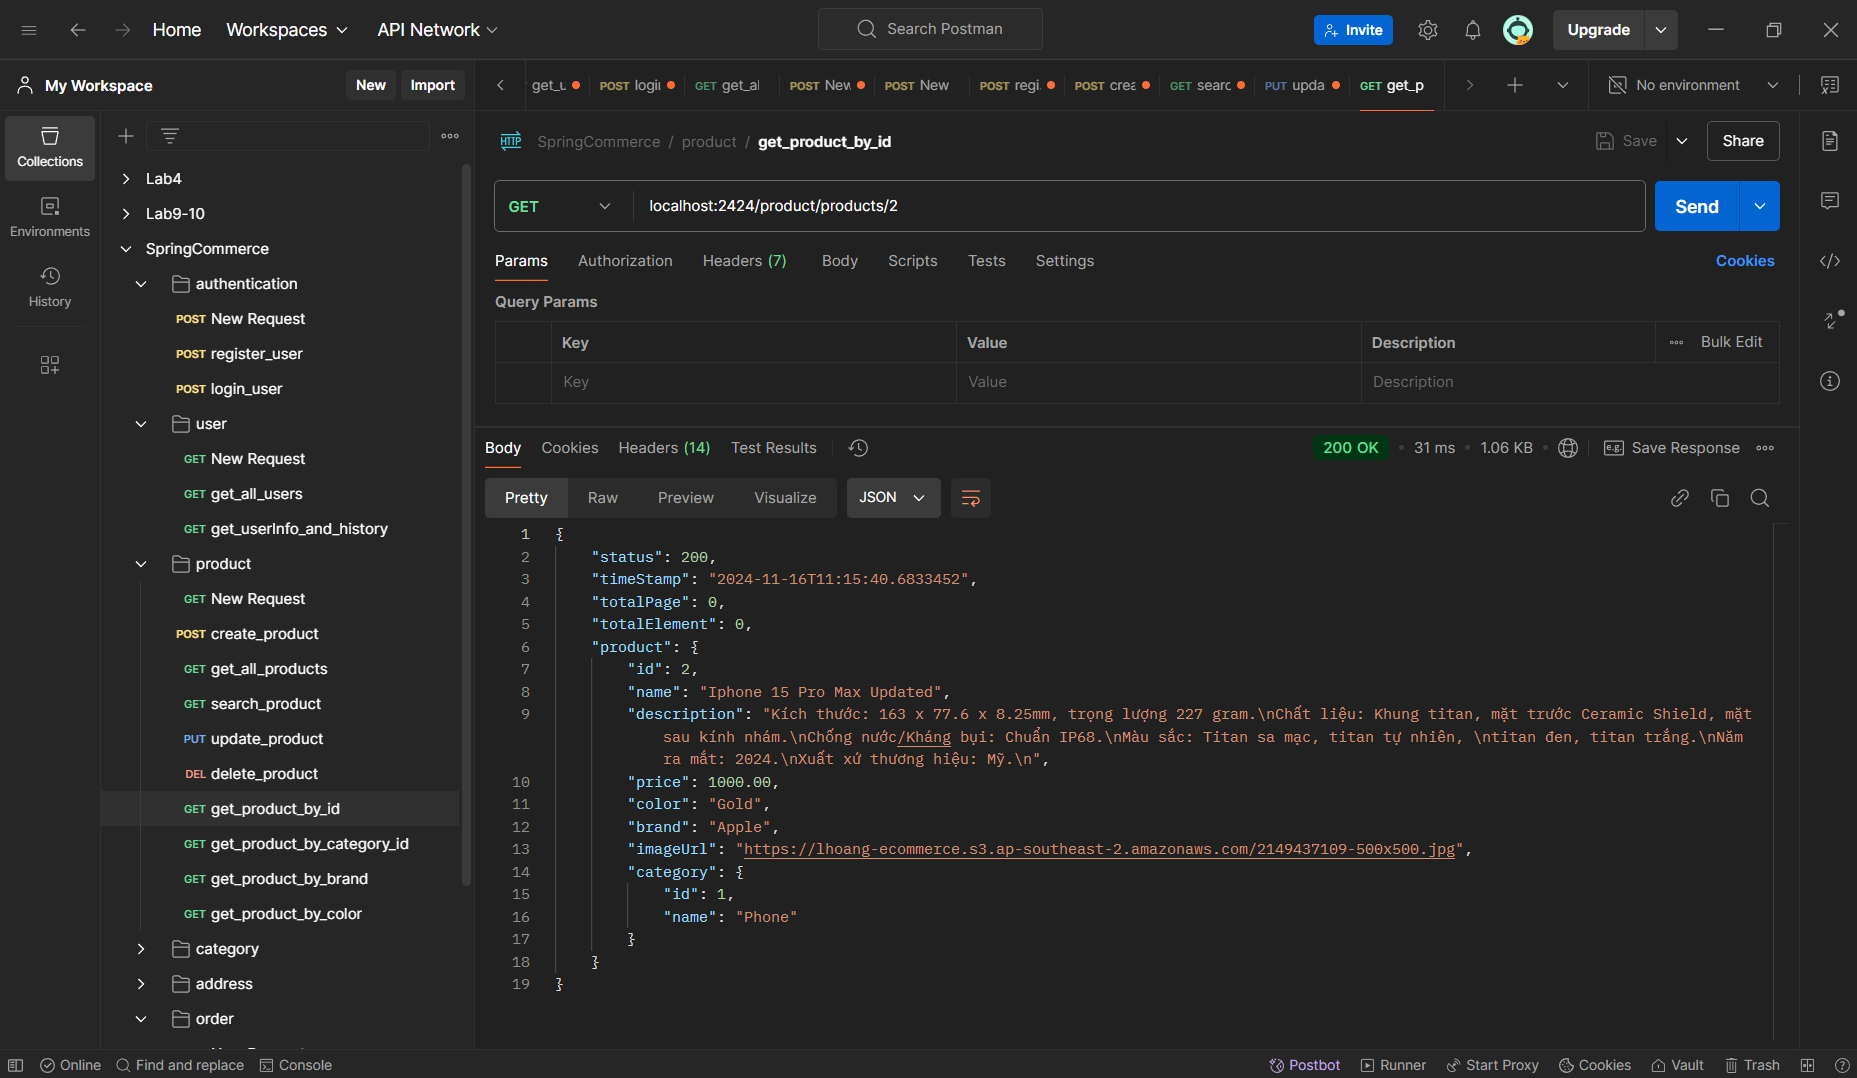 Home Workspaces API Network Search Postman Invite Upgrade
My Workspace New Import
get_u POST logi GET get_al POST New POST New POST regi POST crea GET searc PUT upda GET get_p No environment
Collections
Environments
History
Lab4
Lab9-10
SpringCommerce
authentication
POST New Request
POST register_user
POST login_user
user
GET New Request
GET get_all_users
GET get_userInfo_and_history
product
GET New Request
POST create_product
GET get_all_products
GET search_product
PUT update_product
DEL delete_product
GET get_product_by_id
GET get_product_by_category_id
GET get_product_by_brand
GET get_product_by_color
category
address
order
HTTP SpringCommerce / product / get_product_by_id Save Share
GET localhost:2424/product/products/2 Send
Params Authorization Headers (7) Body Scripts Tests Settings Cookies
Query Params
Key Value Description Bulk Edit
Key Value Description
Body Cookies Headers (14) Test Results 200 OK • 31 ms • 1.06 KB • e.g. Save Response
Pretty Raw Preview Visualize JSON
1 {
2 "status": 200,
3 "timeStamp": "2024-11-16T11:15:40.6833452",
4 "totalPage": 0,
5 "totalElement": 0,
6 "product": {
7 "id": 2,
8 "name": "Iphone 15 Pro Max Updated",
9 "description": "Kích thước: 163 x 77.6 x 8.25mm, trọng lượng 227 gram.\nChất liệu: Khung titan, mặt trước Ceramic Shield, mặt
sau kính nhám.\nChống nước/Kháng bụi: Chuẩn IP68.\nMàu sắc: Titan sa mạc, titan tự nhiên, \ntitan đen, titan trắng.\nNăm
ra mắt: 2024.\nXuất xứ thương hiệu: Mỹ.\n",
10 "price": 1000.00,
11 "color": "Gold",
12 "brand": "Apple",
13 "imageUrl": "https://lhoang-ecommerce.s3.ap-southeast-2.amazonaws.com/2149437109-500x500.jpg",
14 "category": {
15 "id": 1,
16 "name": "Phone"
17 }
18 }
19 }
Online Find and replace Console Postbot Runner Start Proxy Cookies Vault Trash